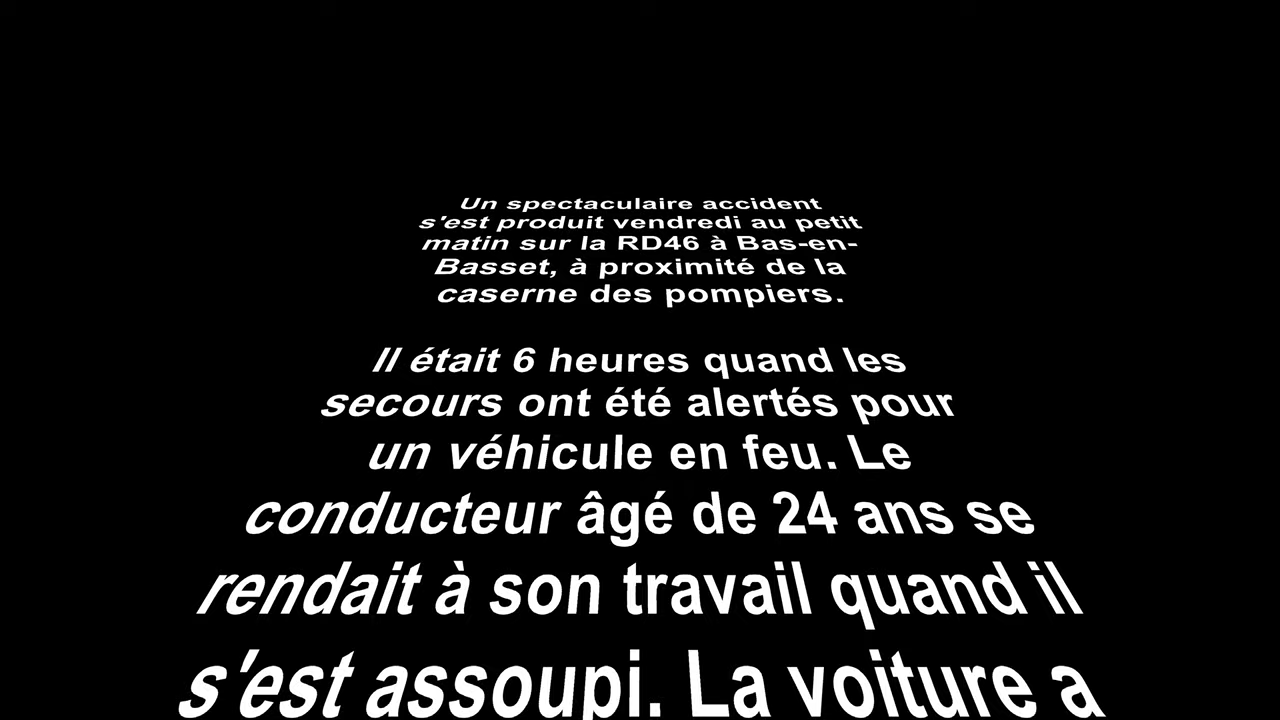 Un spectaculaire accident
s'est produit vendredi au petit
matin sur la RD46 à Bas-en-
Basset, à proximité de la
caserne des pompiers.
Il était 6 heures quand les
secours ont été alertés pour
un véhicule en feu. Le
conducteur âgé de 24 ans se
rendait à son travail quand il
s'est assoupi. La voiture a